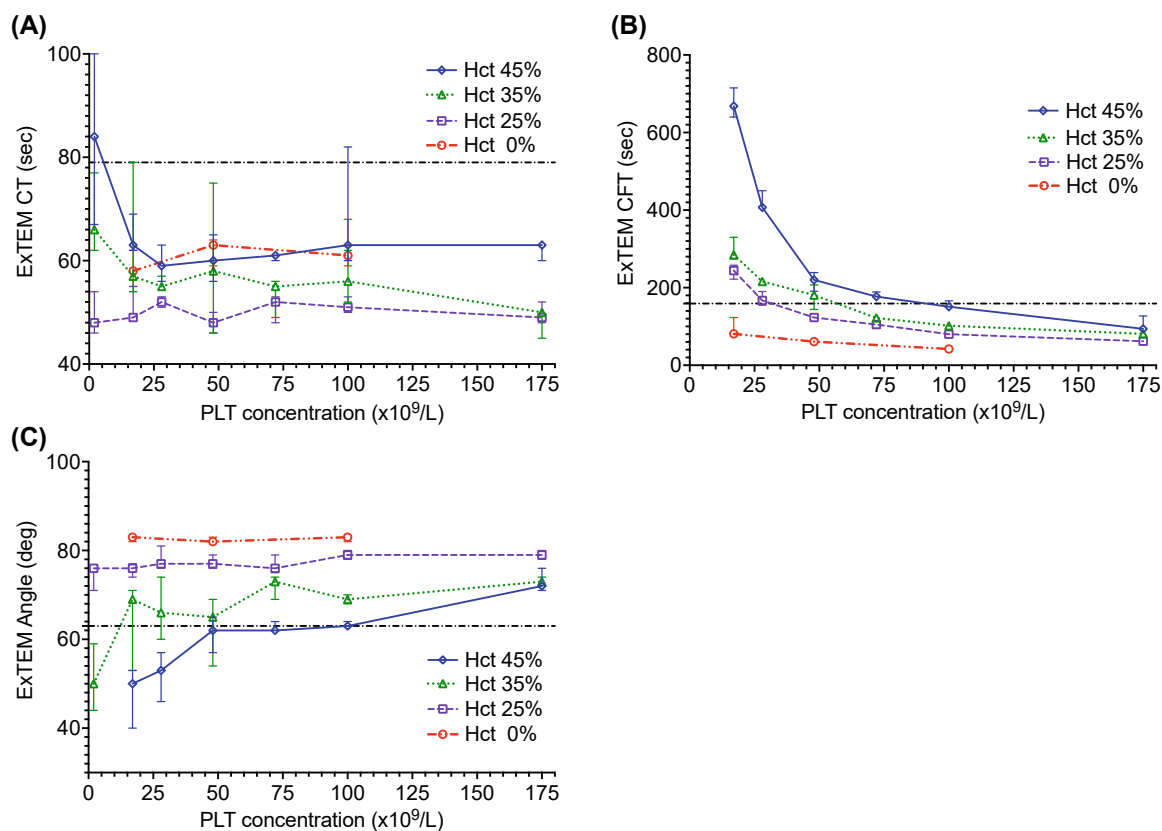 (A)
100
80
60
40
ExTEM CT (sec)
Hct 45%
Hct 35%
Hct 25%
Hct 0%
0 25 50 75 100 125 150 175
PLT concentration (x10⁹/L)
(B)
800
600
400
200
0
ExTEM CFT (sec)
Hct 45%
Hct 35%
Hct 25%
Hct 0%
0 25 50 75 100 125 150 175
PLT concentration (x10⁹/L)
(C)
100
80
60
40
ExTEM Angle (deg)
Hct 45%
Hct 35%
Hct 25%
Hct 0%
0 25 50 75 100 125 150 175
PLT concentration (x10⁹/L)